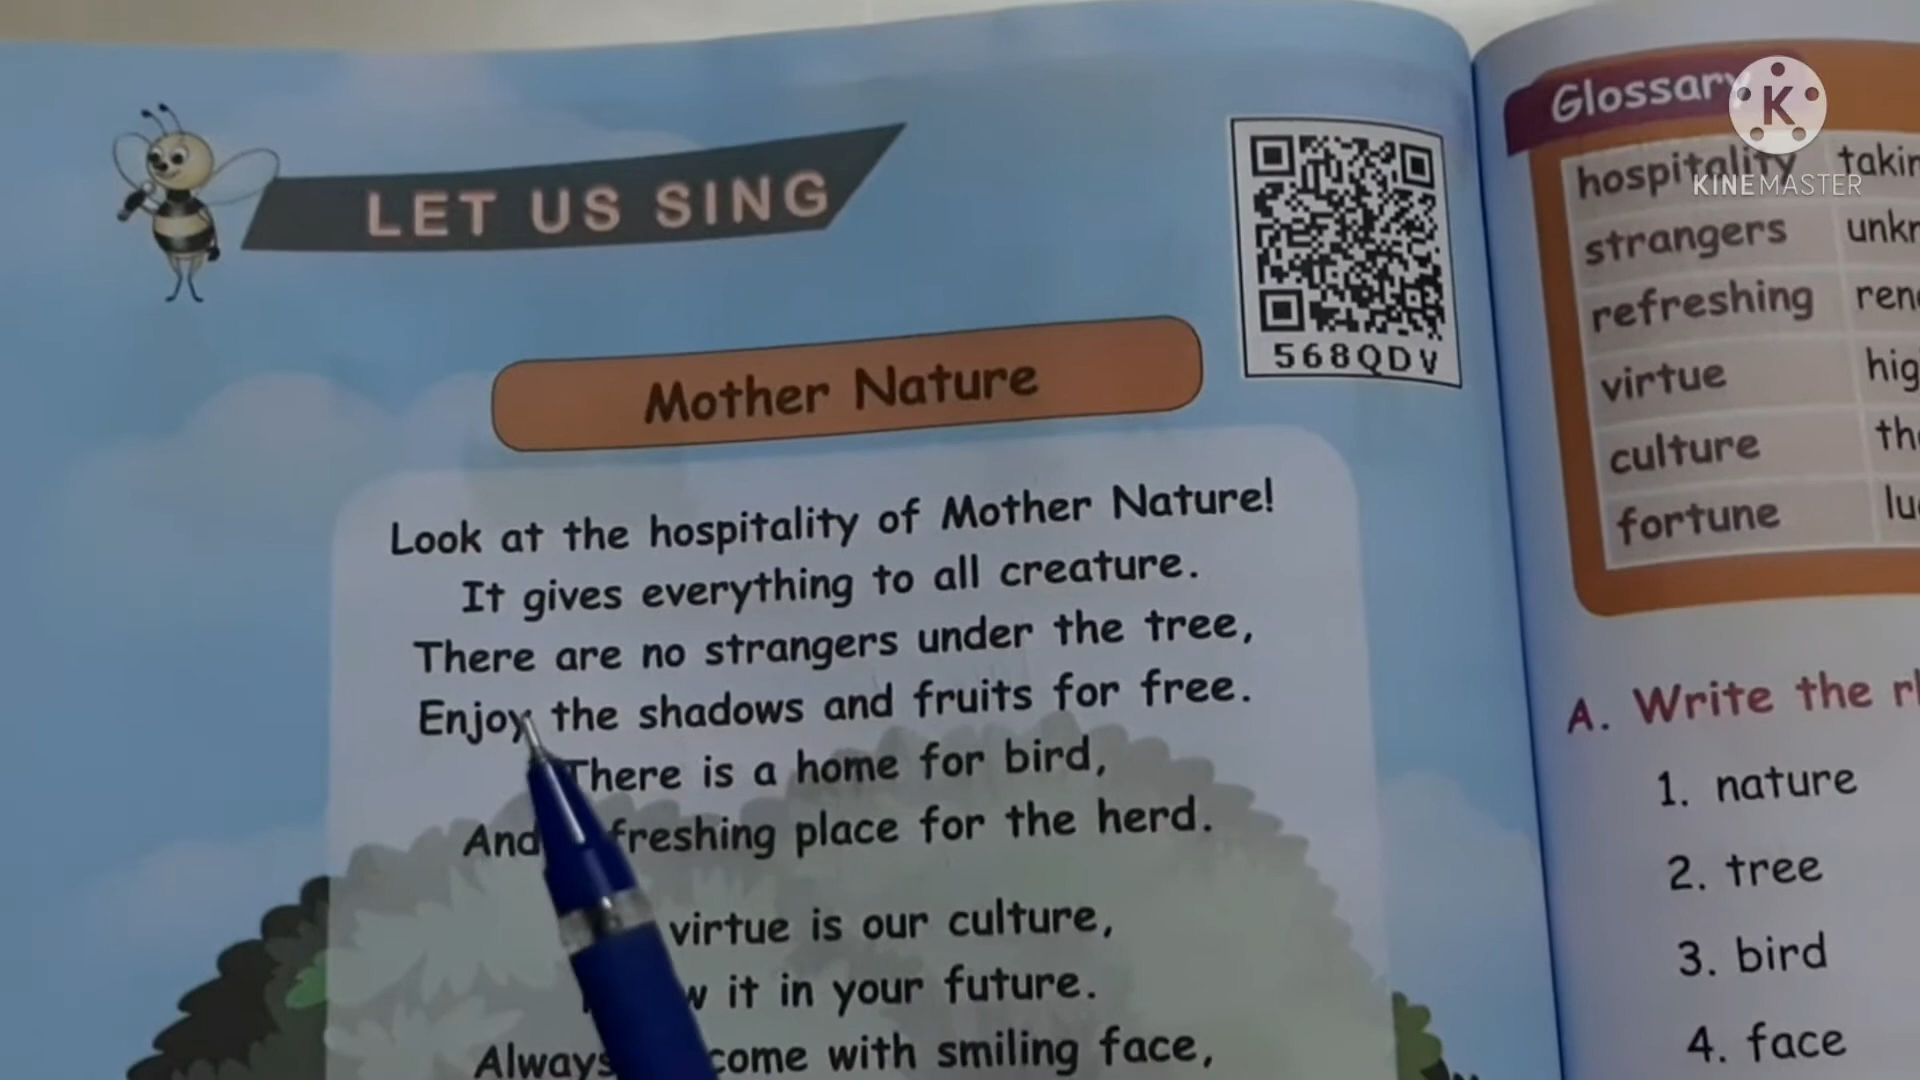 LET US SING
568QDV
Mother Nature
Look at the hospitality of Mother Nature!
It gives everything to all creature.
There are no strangers under the tree,
Enjoy the shadows and fruits for free.
There is a home for bird,
And freshing place for the herd.
virtue is our culture,
it in your future.
Always come with smiling face,
Glossary
hospitality
strangers
refreshing
virtue
culture
fortune
A. Write the
1. nature
2. tree
3. bird
4. face
K
KINEMASTER